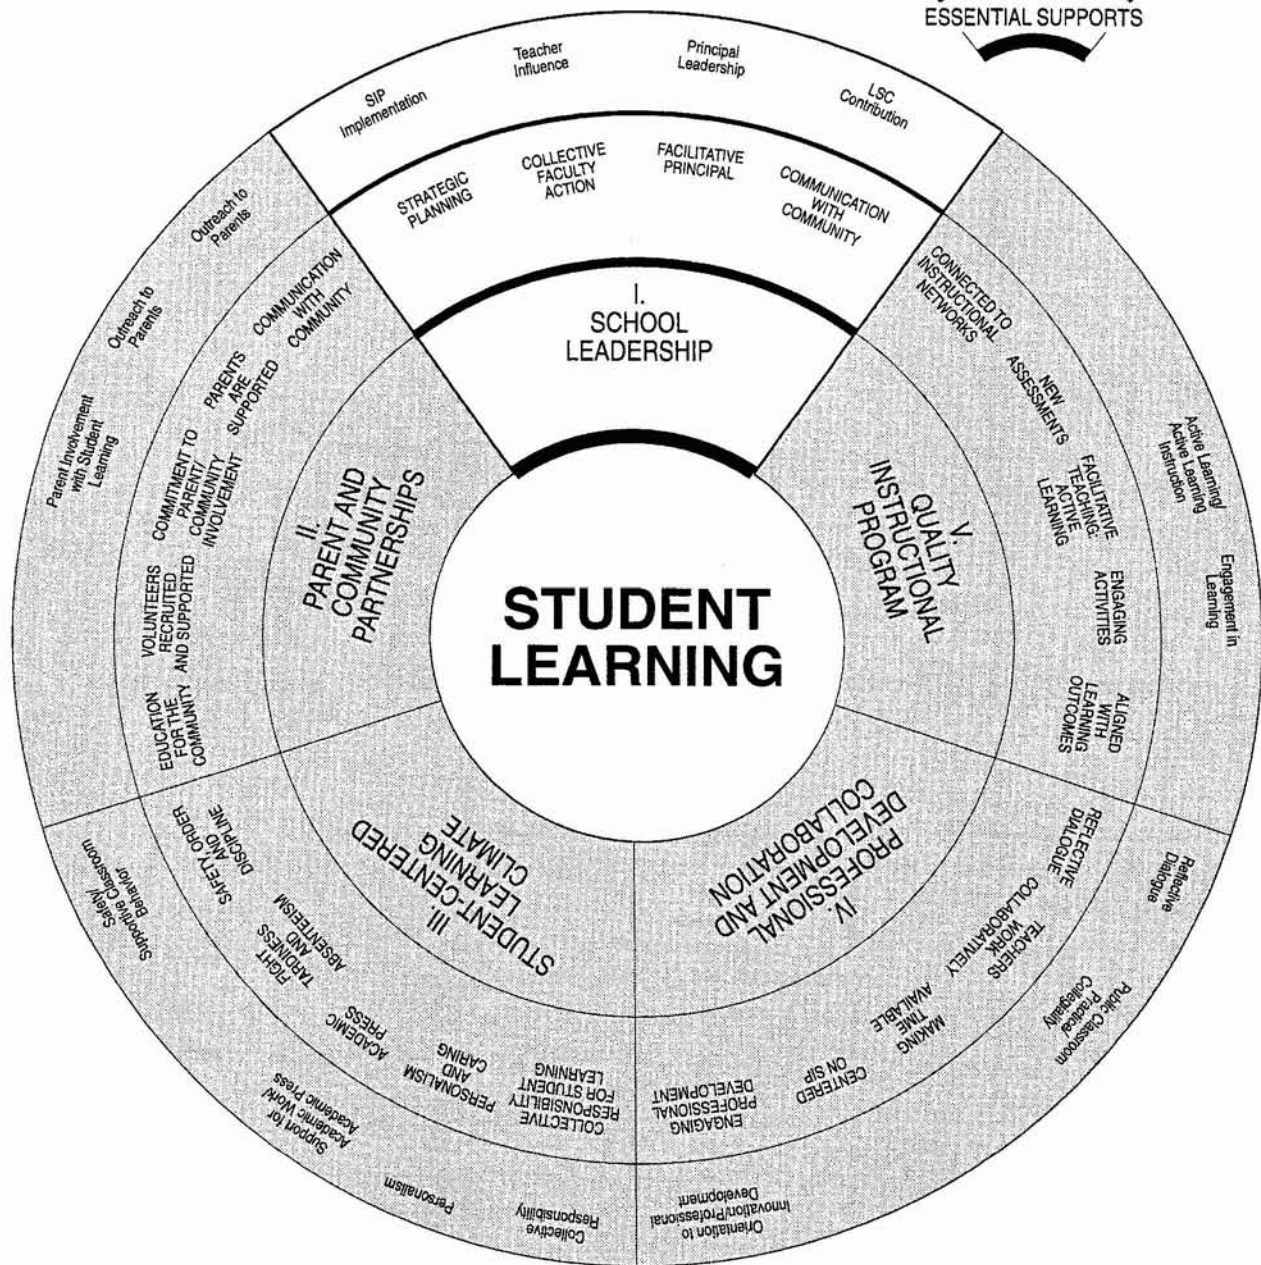 ESSENTIAL SUPPORTS
SIP
Implementation
Teacher
Influence
Principal
Leadership
LSC
Contribution
STRATEGIC
PLANNING
COLLECTIVE
FACULTY
ACTION
FACILITATIVE
PRINCIPAL
COMMUNICATION
WITH
COMMUNITY
I.
SCHOOL
LEADERSHIP
STUDENT
LEARNING
Outreach to
Parents
Outreach to
Parents
Parent Involvement
with Student
Learning
COMMUNICATION
WITH
COMMUNITY
PARENTS
ARE
SUPPORTED
COMMITMENT TO
PARENT/
COMMUNITY
INVOLVEMENT
VOLUNTEERS
RECRUITED
AND SUPPORTED
EDUCATION
FOR THE
COMMUNITY
II.
PARENT AND
COMMUNITY
PARTNERSHIPS
III.
STUDENT-CENTERED
LEARNING
CLIMATE
SAFETY, ORDER
AND
DISCIPLINE
FIGHT
TARDINESS
AND
ABSENTEEISM
ACADEMIC
PRESS
PERSONALISM
AND
CARING
COLLECTIVE
RESPONSIBILITY
FOR STUDENT
LEARNING
Safety/
Supportive Classroom
Behavior
Support for
Academic Work/
Academic Press
Personalism
Collective
Responsibility
IV.
PROFESSIONAL
DEVELOPMENT AND
COLLABORATION
ENGAGING
PROFESSIONAL
DEVELOPMENT
CENTERED
ON SIP
MAKING
TIME
AVAILABLE
TEACHERS
WORK
COLLABORATIVELY
REFLECTIVE
DIALOGUE
Orientation to
Innovation/Professional
Development
Public Classroom
Practice/
Collegiality
Reflective
Dialogue
V.
QUALITY
INSTRUCTIONAL
PROGRAM
CONNECTED TO
INSTRUCTIONAL
NETWORKS
NEW
ASSESSMENTS
FACILITATIVE
TEACHING:
ACTIVE
LEARNING
ENGAGING
ACTIVITIES
ALIGNED
WITH
LEARNING
OUTCOMES
Active Learning/
Active Learning
Instruction
Engagement in
Learning